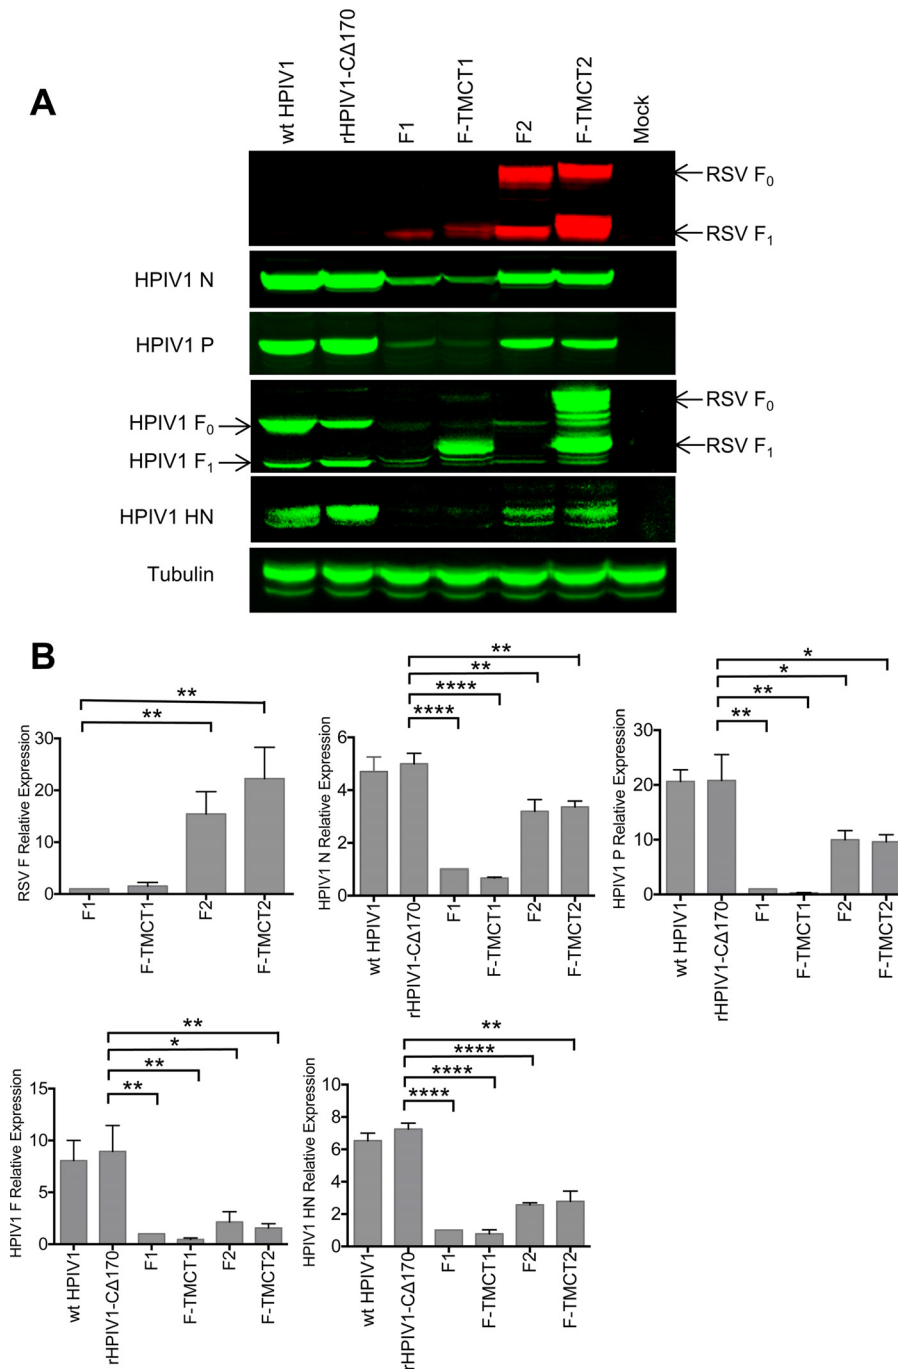 A
wt HPIV1
rHPIV1-CΔ170
F1
F-TMCT1
F2
F-TMCT2
Mock
RSV F₀
RSV F₁
HPIV1 N
HPIV1 P
HPIV1 F₀
HPIV1 F₁
RSV F₀
RSV F₁
HPIV1 HN
Tubulin
B
RSV F Relative Expression
30
20
10
0
**
**
F1
F-TMCT1
F2
F-TMCT2
HPIV1 N Relative Expression
6
4
2
0
**
**
****
****
wt HPIV1
rHPIV1-CΔ170
F1
F-TMCT1
F2
F-TMCT2
HPIV1 P Relative Expression
30
20
10
0
*
*
**
**
wt HPIV1
rHPIV1-CΔ170
F1
F-TMCT1
F2
F-TMCT2
HPIV1 F Relative Expression
15
10
5
0
**
*
**
**
wt HPIV1
rHPIV1-CΔ170
F1
F-TMCT1
F2
F-TMCT2
HPIV1 HN Relative Expression
10
8
6
4
2
0
**
****
****
****
wt HPIV1
rHPIV1-CΔ170
F1
F-TMCT1
F2
F-TMCT2